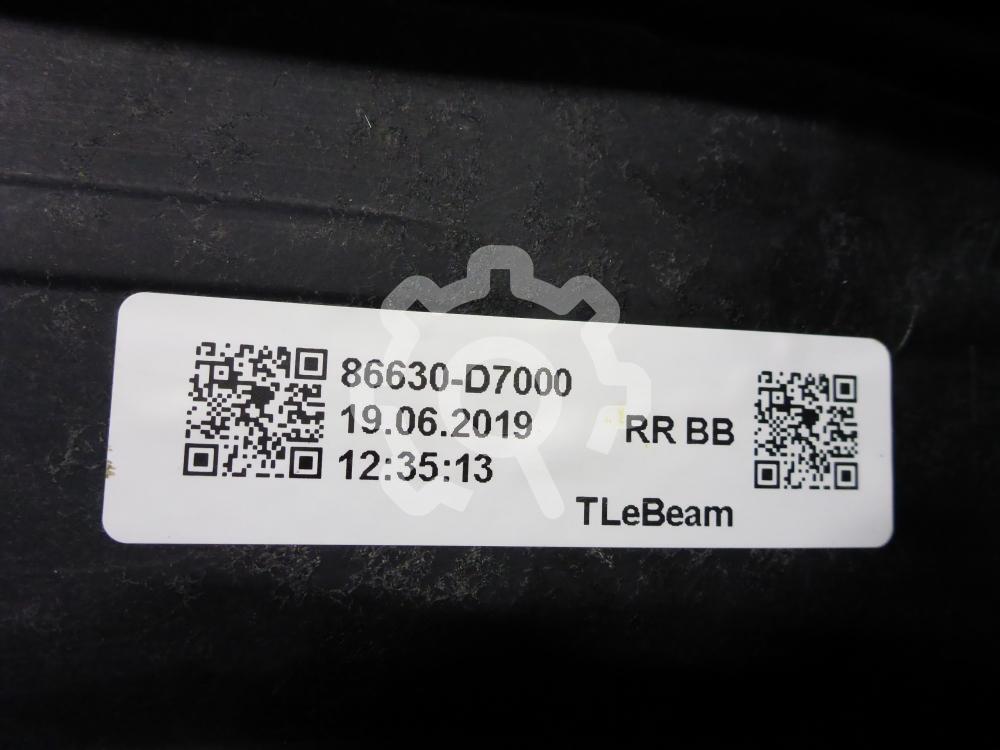 86630-D7000
19.06.2019
12:35:13
RR BB
TLeBeam